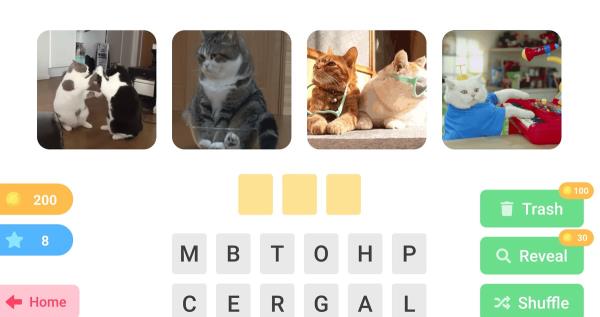 200
8
Home
100
Trash
30
Reveal
Shuffle
M B T O H P
C E R G A L